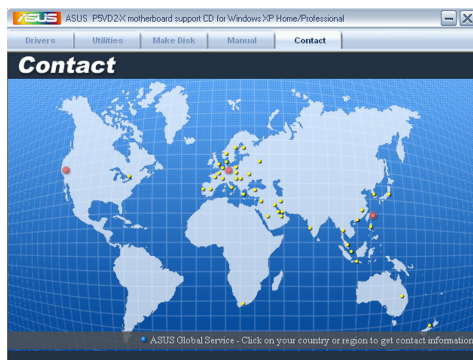 ASUS ASUS P5VD2-X motherboard support CD for Windows XP Home/Professional
Drivers Utilities Make Disk Manual Contact
Contact
ASUS Global Service - Click on your country or region to get contact information